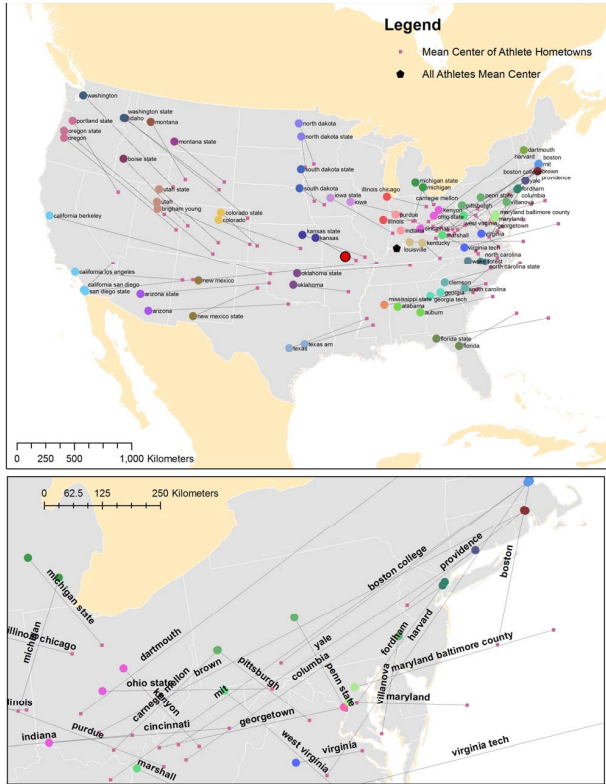 Legend
Mean Center of Athlete Hometowns
All Athletes Mean Center
washington
washington state
idaho
montana
portland state
oregon state
oregon
montana state
boise state
utah state
utah
brigham young
colorado state
colorado
california berkeley
california los angeles
california san diego
san diego state
arizona state
arizona
new mexico
new mexico state
north dakota
north dakota state
south dakota state
south dakota
iowa state
iowa
kansas state
kansas
oklahoma state
oklahoma
texas am
texas
illinois chicago
illinois
purdue
indiana
michigan state
michigan
carnegie mellon
kenyon
ohio state
cincinnati
louisville
kentucky
marshall
west virginia
pittsburgh
penn state
villanova
dartmouth
harvard
boston
mit
boston college
brown
providence
yale
fordham
columbia
maryland baltimore county
maryland
georgetown
virginia
virginia tech
wake forest
north carolina
north carolina state
clemson
south carolina
georgia
georgia tech
mississippi state
alabama
auburn
florida state
florida
0 250 500 1,000 Kilometers
0 62.5 125 250 Kilometers
michigan state
michigan
illinois chicago
dartmouth
boston college
providence
boston
yale
columbia
fordham
harvard
villanova
maryland baltimore county
maryland
penn state
pittsburgh
brown
mit
carnegie mellon
kenyon
ohio state
cincinnati
georgetown
indiana
purdue
marshall
west virginia
virginia
virginia tech